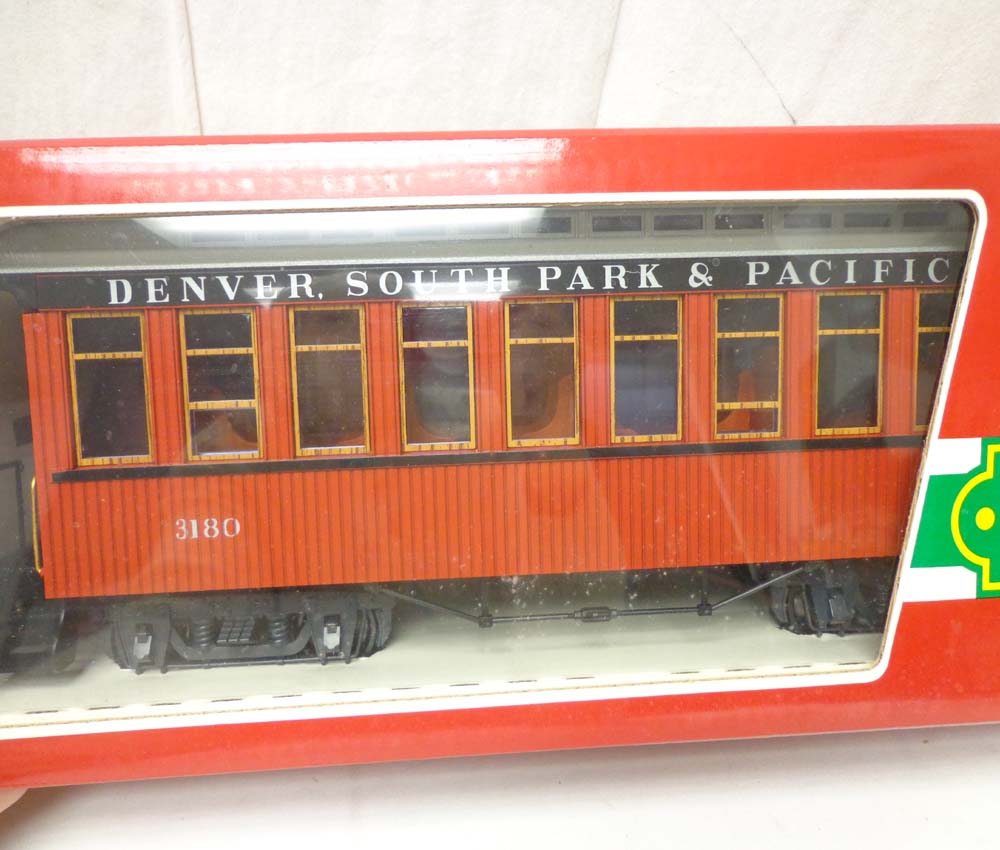 DENVER, SOUTH PARK & PACIFIC
3180